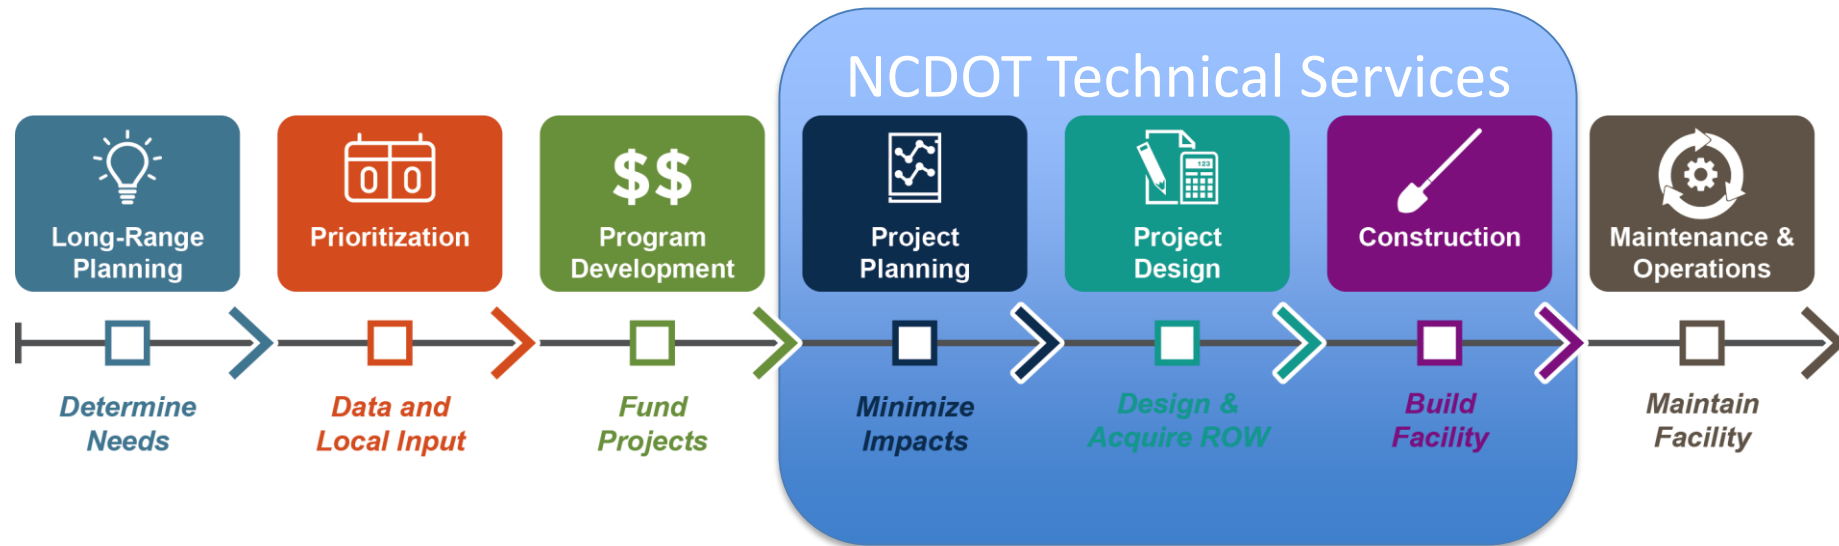 NCDOT Technical Services
Long-Range
Planning
0 0
Prioritization
$$
Program
Development
Project
Planning
123
Project
Design
Construction
Maintenance &
Operations
Determine
Needs
Data and
Local Input
Fund
Projects
Minimize
Impacts
Design &
Acquire ROW
Build
Facility
Maintain
Facility